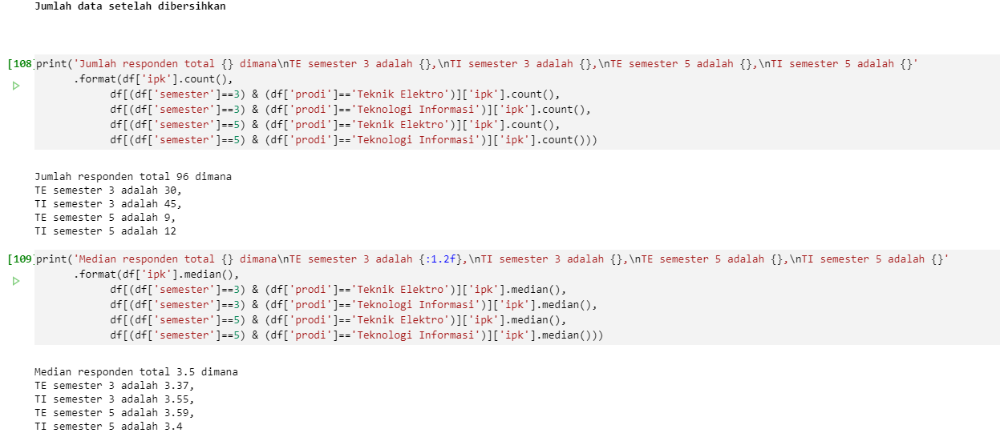 Jumlah data setelah dibersihkan
[108] print('Jumlah responden total {} dimana\nTE semester 3 adalah {},\nTI semester 3 adalah {},\nTE semester 5 adalah {},\nTI semester 5 adalah {}'
.format(df['ipk'].count(),
df[(df['semester']==3) & (df['prodi']=='Teknik Elektro')]['ipk'].count(),
df[(df['semester']==3) & (df['prodi']=='Teknologi Informasi')]['ipk'].count(),
df[(df['semester']==5) & (df['prodi']=='Teknik Elektro')]['ipk'].count(),
df[(df['semester']==5) & (df['prodi']=='Teknologi Informasi')]['ipk'].count()))
Jumlah responden total 96 dimana
TE semester 3 adalah 30,
TI semester 3 adalah 45,
TE semester 5 adalah 9,
TI semester 5 adalah 12
[109] print('Median responden total {} dimana\nTE semester 3 adalah {:1.2f},\nTI semester 3 adalah {},\nTE semester 5 adalah {},\nTI semester 5 adalah {}'
.format(df['ipk'].median(),
df[(df['semester']==3) & (df['prodi']=='Teknik Elektro')]['ipk'].median(),
df[(df['semester']==3) & (df['prodi']=='Teknologi Informasi')]['ipk'].median(),
df[(df['semester']==5) & (df['prodi']=='Teknik Elektro')]['ipk'].median(),
df[(df['semester']==5) & (df['prodi']=='Teknologi Informasi')]['ipk'].median()))
Median responden total 3.5 dimana
TE semester 3 adalah 3.37,
TI semester 3 adalah 3.55,
TE semester 5 adalah 3.59,
TI semester 5 adalah 3.4